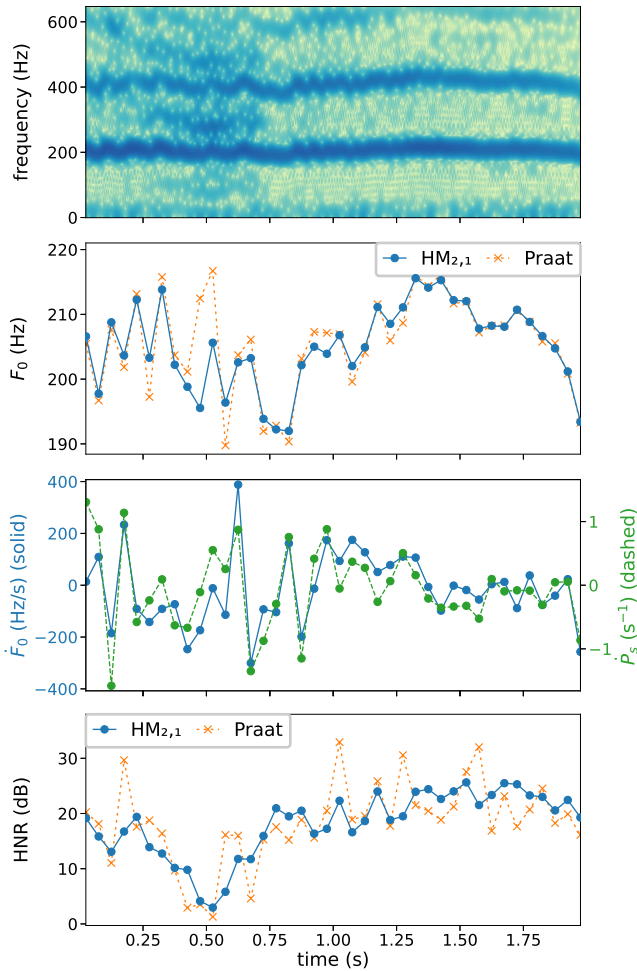 600
400
200
0
frequency (Hz)
220
210
200
190
F₀ (Hz)
HM₂,₁ Praat
400
200
0
−200
−400
Ḟ₀ (Hz/s) (solid)
1
0
−1
Ṗₛ (s⁻¹) (dashed)
HM₂,₁ Praat
30
20
10
0
HNR (dB)
0.25 0.50 0.75 1.00 1.25 1.50 1.75
time (s)